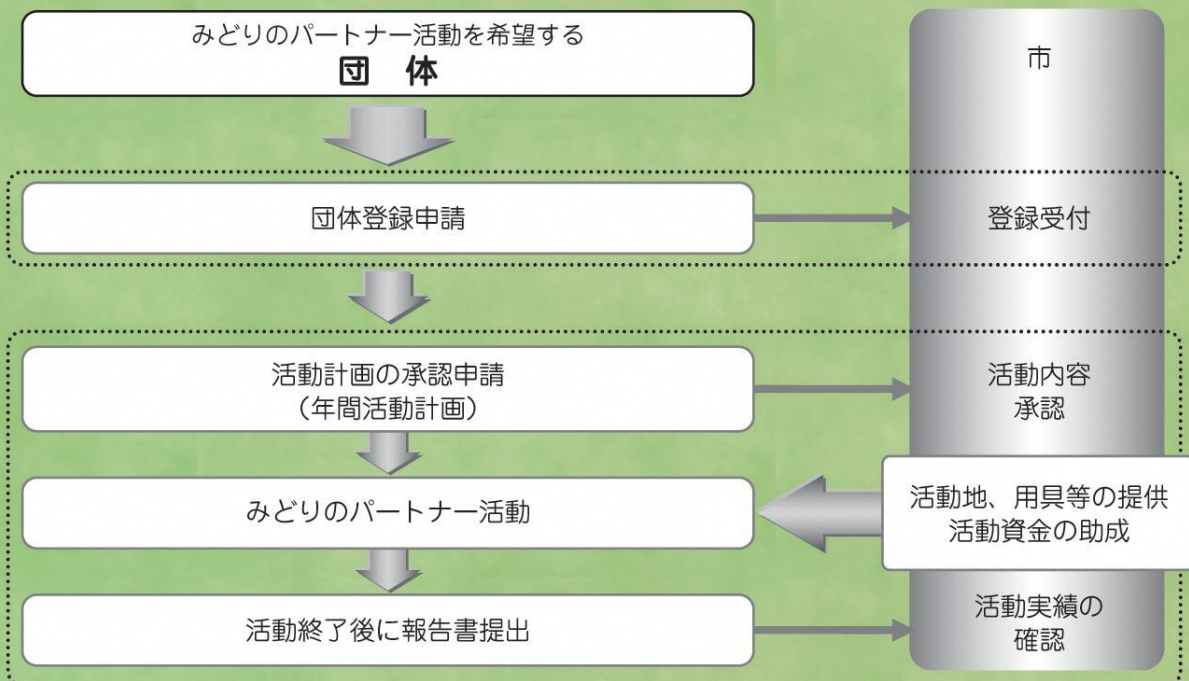 みどりのパートナー活動を希望する
団 体
市
団体登録申請
登録受付
活動計画の承認申請
（年間活動計画）
活動内容
承認
みどりのパートナー活動
活動地、用具等の提供
活動資金の助成
活動終了後に報告書提出
活動実績の
確認